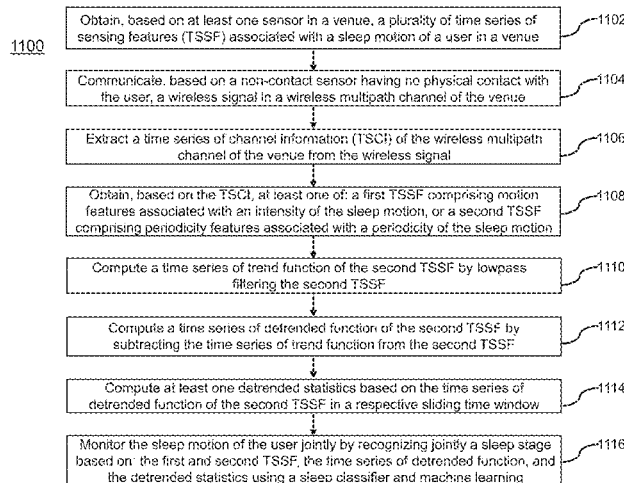 1100
Obtain, based on at least one sensor in a venue, a plurality of time series of
sensing features (TSSF) associated with a sleep motion of a user in a venue
1102
Communicate, based on a non-contact sensor having no physical contact with
the user, a wireless signal in a wireless multipath channel of the venue
1104
Extract a time series of channel information (TSCI) of the wireless multipath
channel of the venue from the wireless signal
1106
Obtain, based on the TSCI, at least one of: a first TSSF comprising motion
features associated with an intensity of the sleep motion, or a second TSSF
comprising periodicity features associated with a periodicity of the sleep motion
1108
Compute a time series of trend function of the second TSSF by lowpass
filtering the second TSSF
1110
Compute a time series of detrended function of the second TSSF by
subtracting the time series of trend function from the second TSSF
1112
Compute at least one detrended statistics based on the time series of
detrended function of the second TSSF in a respective sliding time window
1114
Monitor the sleep motion of the user jointly by recognizing jointly a sleep stage
based on: the first and second TSSF, the time series of detrended function, and
the detrended statistics using a sleep classifier and machine learning
1116